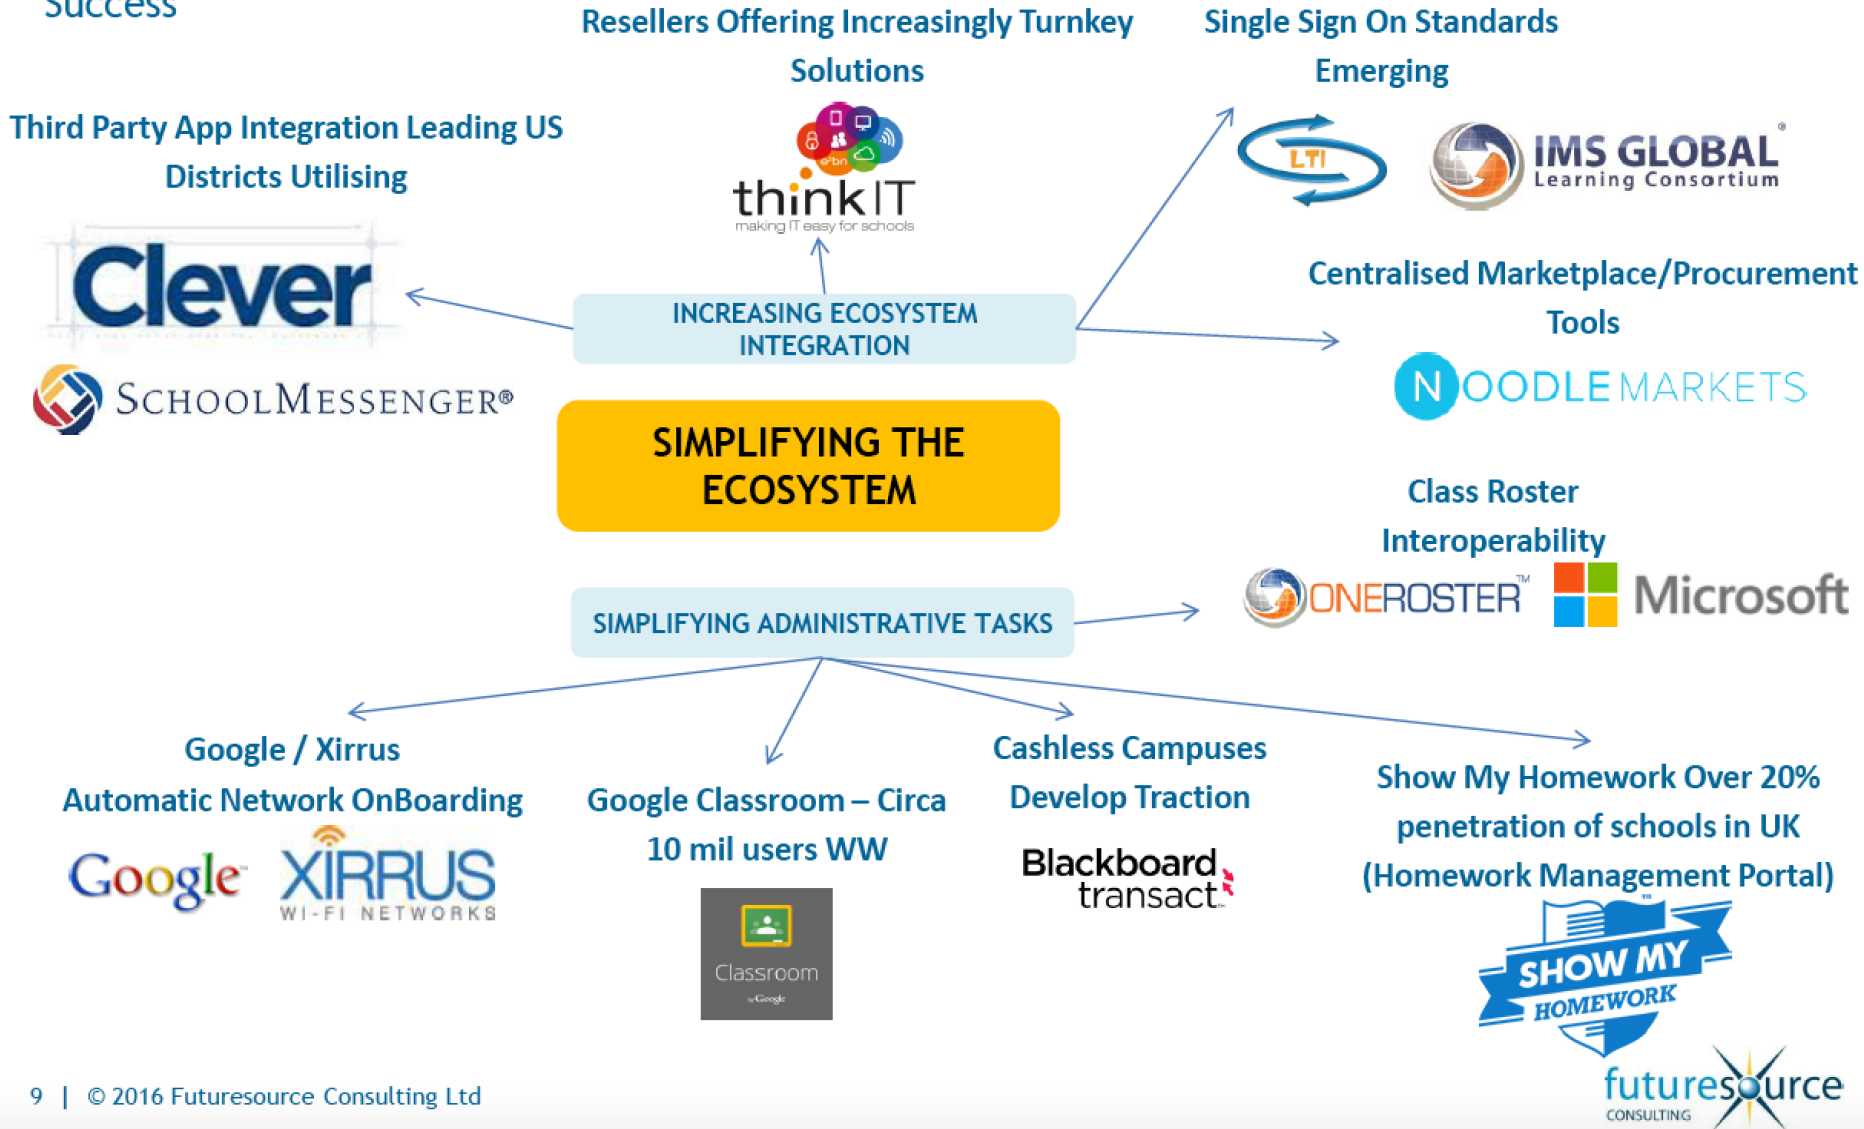 Success
Resellers Offering Increasingly Turnkey
Solutions
Single Sign On Standards
Emerging
Third Party App Integration Leading US
Districts Utilising
e2bn
thinkIT
making IT easy for schools
LTI
IMS GLOBAL®
Learning Consortium
Clever
SCHOOLMESSENGER®
INCREASING ECOSYSTEM
INTEGRATION
Centralised Marketplace/Procurement
Tools
NOODLEMARKETS
SIMPLIFYING THE
ECOSYSTEM
Class Roster
Interoperability
ONEROSTER™
Microsoft
SIMPLIFYING ADMINISTRATIVE TASKS
Google / Xirrus
Automatic Network OnBoarding
Google™
XIRRUS
WI-FI NETWORKS
Google Classroom – Circa
10 mil users WW
Classroom
by Google
Cashless Campuses
Develop Traction
Blackboard
transact
Show My Homework Over 20%
penetration of schools in UK
(Homework Management Portal)
SHOW MY
HOMEWORK
9 | © 2016 Futuresource Consulting Ltd
futuresource
CONSULTING